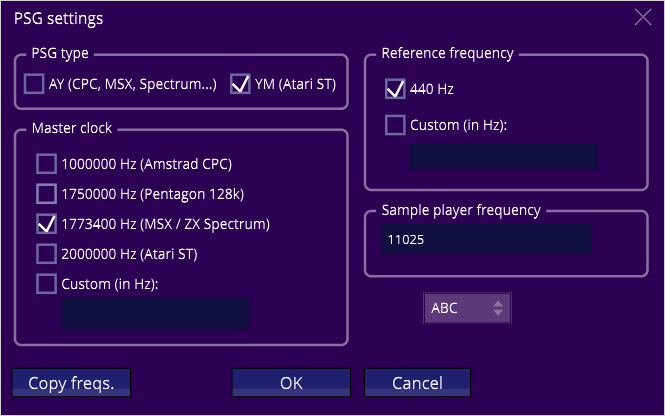 PSG settings
PSG type
AY (CPC, MSX, Spectrum...)
YM (Atari ST)
Master clock
1000000 Hz (Amstrad CPC)
1750000 Hz (Pentagon 128k)
1773400 Hz (MSX / ZX Spectrum)
2000000 Hz (Atari ST)
Custom (in Hz):
Reference frequency
440 Hz
Custom (in Hz):
Sample player frequency
11025
ABC
Copy freqs.
OK
Cancel